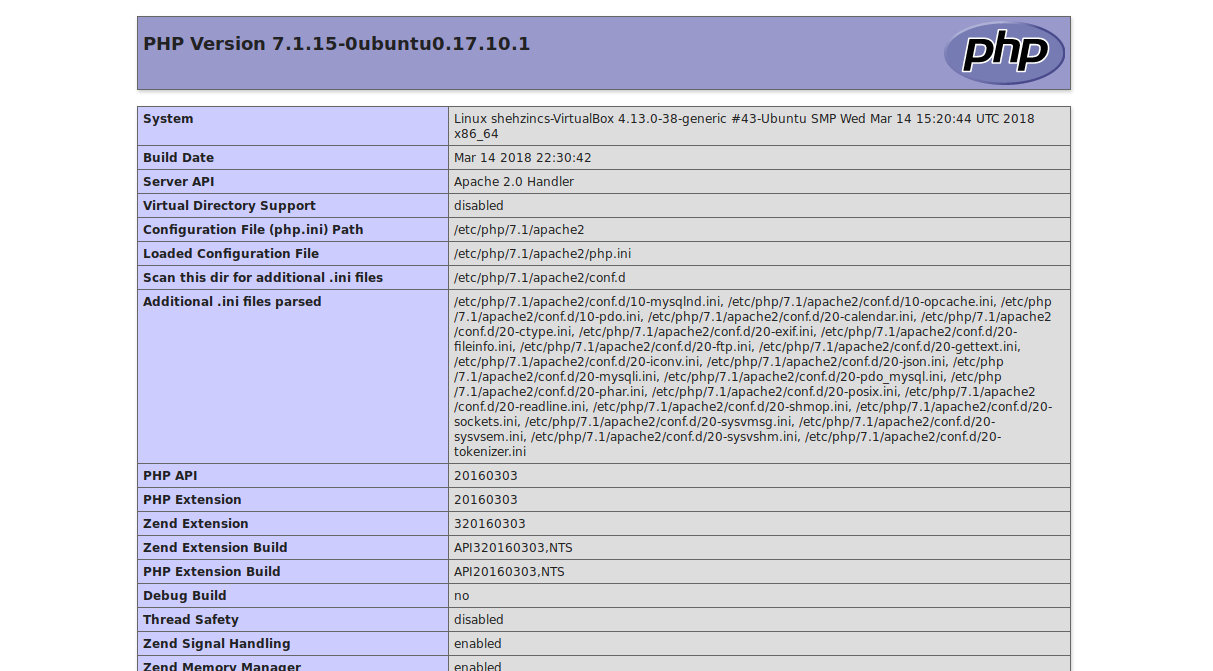 PHP Version 7.1.15-0ubuntu0.17.10.1
php
System
Linux shehzincs-VirtualBox 4.13.0-38-generic #43-Ubuntu SMP Wed Mar 14 15:20:44 UTC 2018
x86_64
Build Date
Mar 14 2018 22:30:42
Server API
Apache 2.0 Handler
Virtual Directory Support
disabled
Configuration File (php.ini) Path
/etc/php/7.1/apache2
Loaded Configuration File
/etc/php/7.1/apache2/php.ini
Scan this dir for additional .ini files
/etc/php/7.1/apache2/conf.d
Additional .ini files parsed
/etc/php/7.1/apache2/conf.d/10-mysqlnd.ini, /etc/php/7.1/apache2/conf.d/10-opcache.ini, /etc/php
/7.1/apache2/conf.d/10-pdo.ini, /etc/php/7.1/apache2/conf.d/20-calendar.ini, /etc/php/7.1/apache2
/conf.d/20-ctype.ini, /etc/php/7.1/apache2/conf.d/20-exif.ini, /etc/php/7.1/apache2/conf.d/20-
fileinfo.ini, /etc/php/7.1/apache2/conf.d/20-ftp.ini, /etc/php/7.1/apache2/conf.d/20-gettext.ini,
/etc/php/7.1/apache2/conf.d/20-iconv.ini, /etc/php/7.1/apache2/conf.d/20-json.ini, /etc/php
/7.1/apache2/conf.d/20-mysqli.ini, /etc/php/7.1/apache2/conf.d/20-pdo_mysql.ini, /etc/php
/7.1/apache2/conf.d/20-phar.ini, /etc/php/7.1/apache2/conf.d/20-posix.ini, /etc/php/7.1/apache2
/conf.d/20-readline.ini, /etc/php/7.1/apache2/conf.d/20-shmop.ini, /etc/php/7.1/apache2/conf.d/20-
sockets.ini, /etc/php/7.1/apache2/conf.d/20-sysvmsg.ini, /etc/php/7.1/apache2/conf.d/20-
sysvsem.ini, /etc/php/7.1/apache2/conf.d/20-sysvshm.ini, /etc/php/7.1/apache2/conf.d/20-
tokenizer.ini
PHP API
20160303
PHP Extension
20160303
Zend Extension
320160303
Zend Extension Build
API320160303,NTS
PHP Extension Build
API20160303,NTS
Debug Build
no
Thread Safety
disabled
Zend Signal Handling
enabled
Zend Memory Manager
enabled